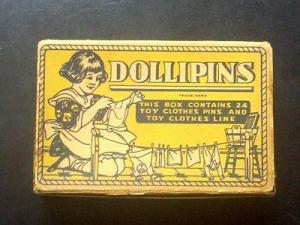 DOLLIPINS
TRADE MARK
THIS BOX CONTAINS 24
TOY CLOTHES PINS AND
TOY CLOTHES LINE